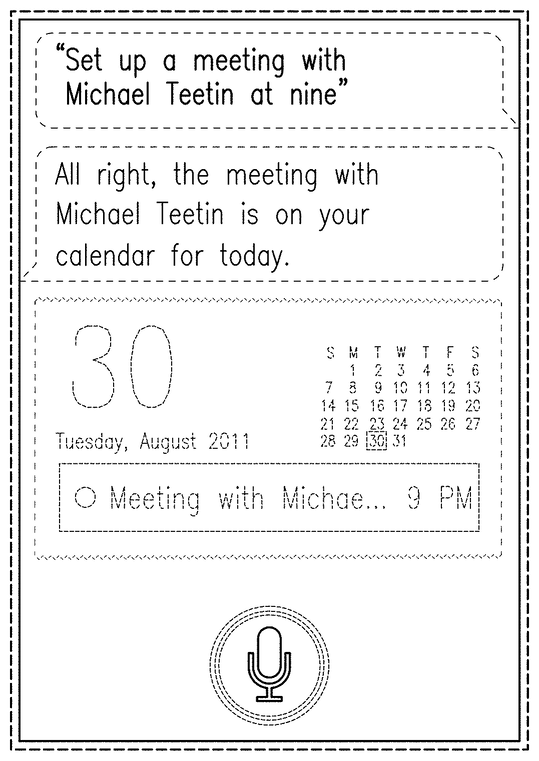 “Set up a meeting with
Michael Teetin at nine”
All right, the meeting with
Michael Teetin is on your
calendar for today.
30
Tuesday, August 2011
S M T W T F S
1 2 3 4 5 6
7 8 9 10 11 12 13
14 15 16 17 18 19 20
21 22 23 24 25 26 27
28 29 30 31
Meeting with Michae... 9 PM